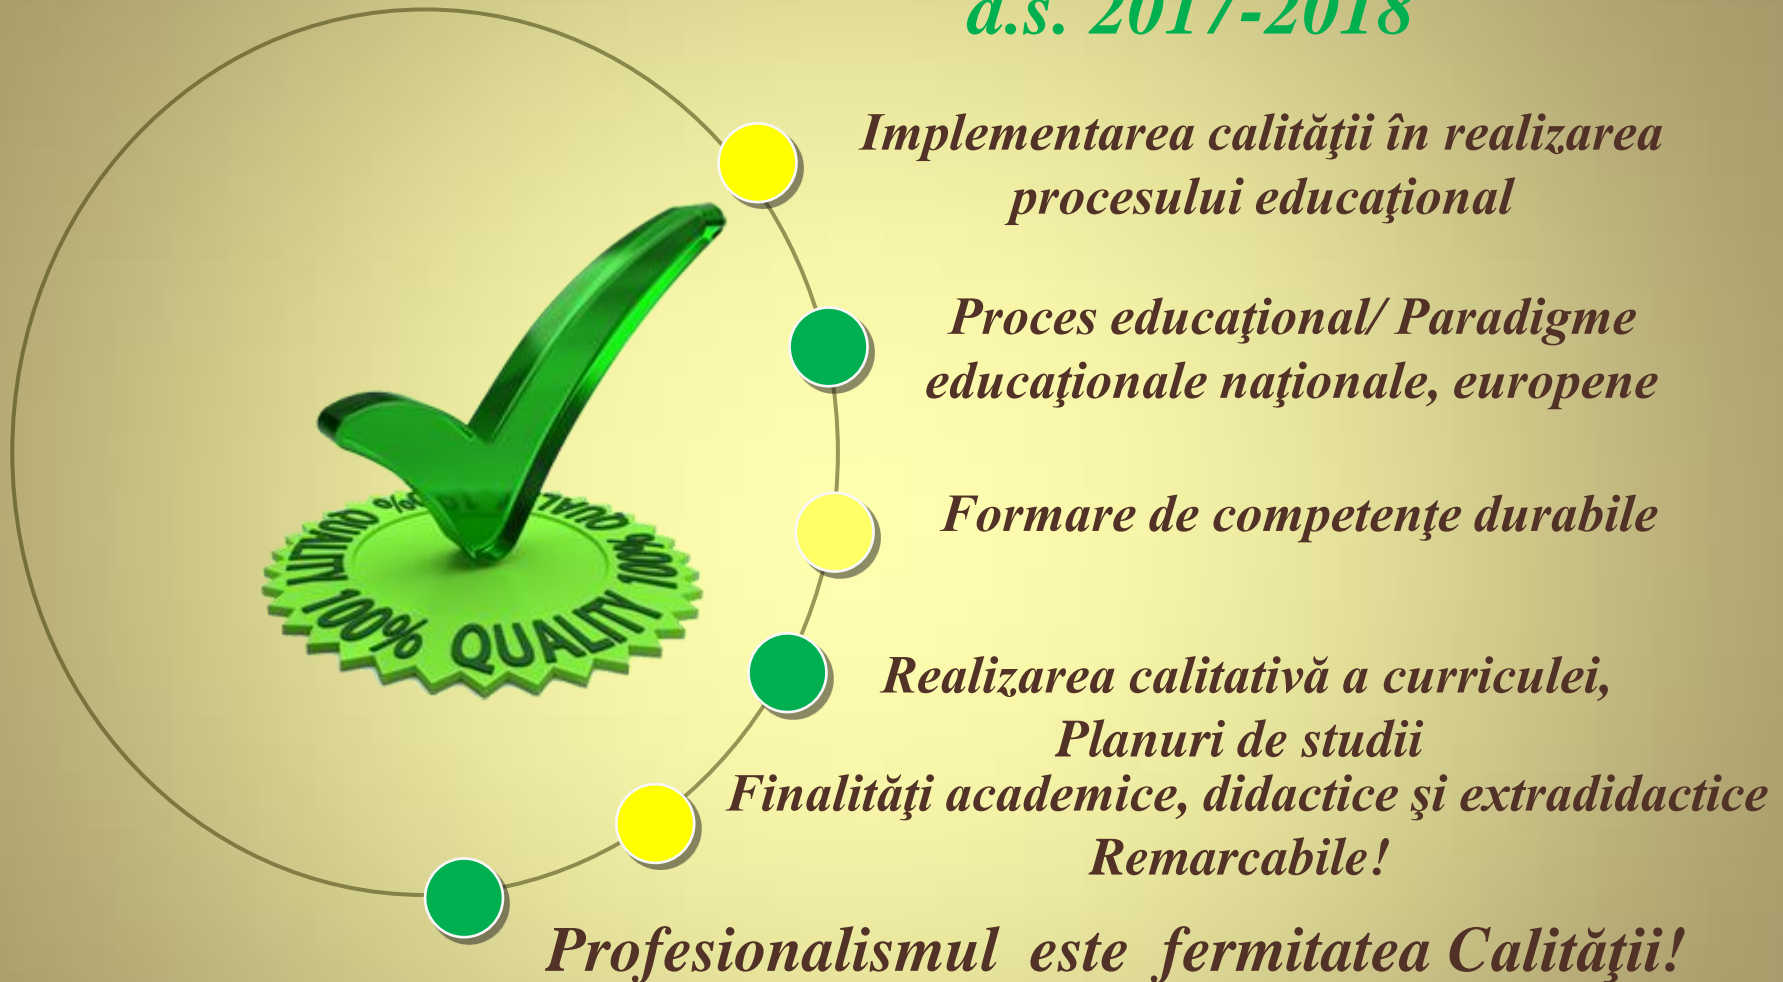 a.s. 2017-2018
Implementarea calităţii în realizarea
procesului educaţional
Proces educaţional/ Paradigme
educaţionale naţionale, europene
Formare de competenţe durabile
Realizarea calitativă a curriculei,
Planuri de studii
Finalităţi academice, didactice şi extradidactice
Remarcabile!
Profesionalismul este fermitatea Calităţii!
100% QUALITY 100% QUALITY 100% QUALITY